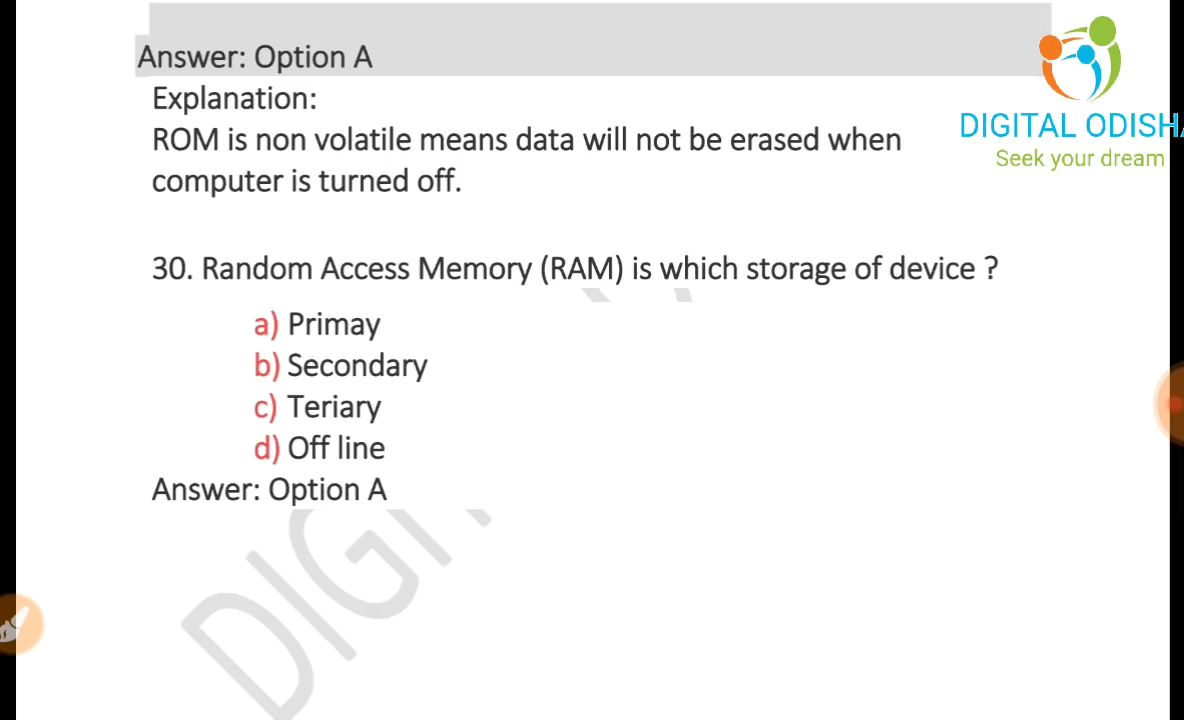 Answer: Option A
Explanation:
ROM is non volatile means data will not be erased when
computer is turned off.
DIGITAL ODISHA
Seek your dream
30. Random Access Memory (RAM) is which storage of device ?
a) Primay
b) Secondary
c) Teriary
d) Off line
Answer: Option A
DIGI